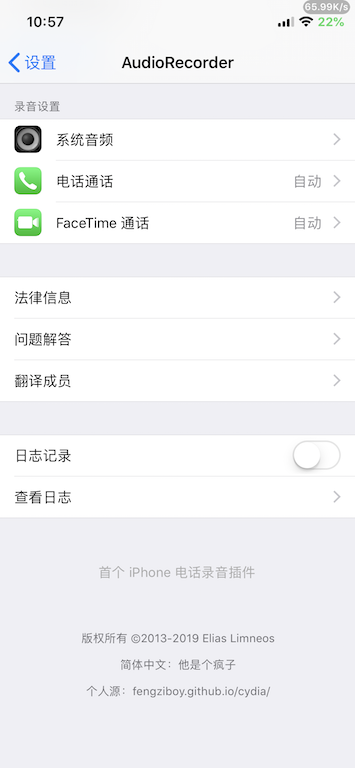 65.99K/s
10:57
22%
设置
AudioRecorder
录音设置
系统音频
电话通话 自动
FaceTime 通话 自动
法律信息
问题解答
翻译成员
日志记录
查看日志
首个 iPhone 电话录音插件
版权所有 ©2013-2019 Elias Limneos
简体中文：他是个疯子
个人源：fengziboy.github.io/cydia/